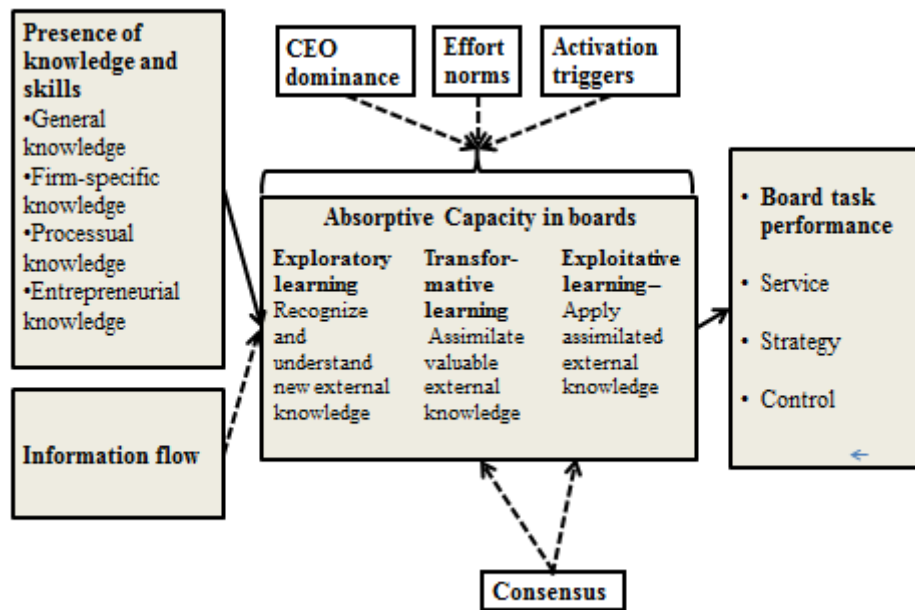 Presence of
knowledge and
skills
•General
knowledge
•Firm-specific
knowledge
•Processual
knowledge
•Entrepreneurial
knowledge
Information flow
CEO
dominance
Effort
norms
Activation
triggers
Absorptive Capacity in boards
Exploratory
learning
Recognize
and
understand
new external
knowledge
Transfor-
mative
learning
Assimilate
valuable
external
knowledge
Exploitative
learning–
Apply
assimilated
external
knowledge
Consensus
• Board task
performance
• Service
• Strategy
• Control